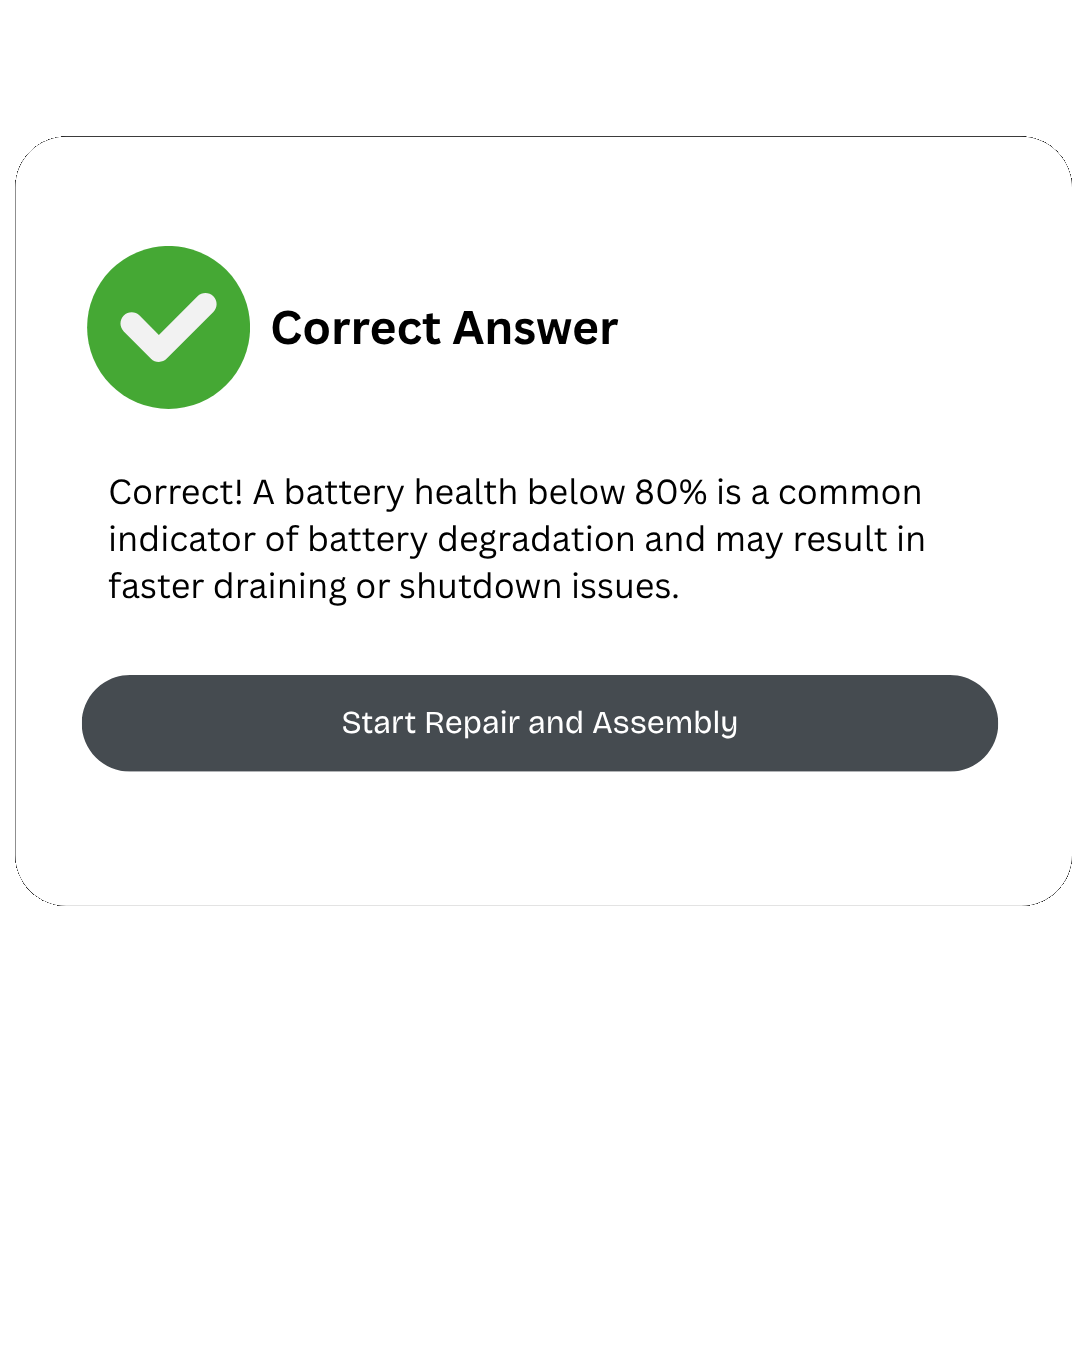 Correct Answer
Correct! A battery health below 80% is a common
indicator of battery degradation and may result in
faster draining or shutdown issues.
Start Repair and Assembly